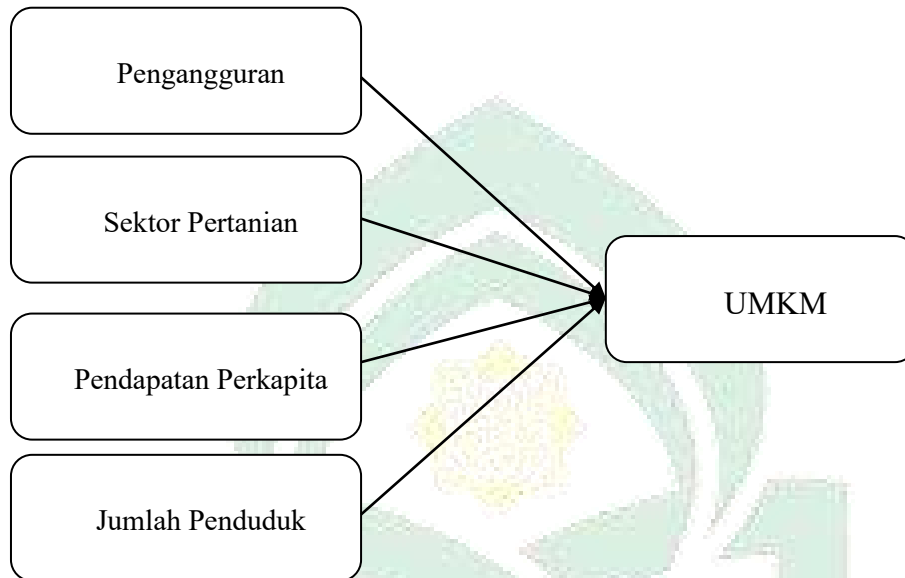 Pengangguran
Sektor Pertanian
UMKM
Pendapatan Perkapita
Jumlah Penduduk